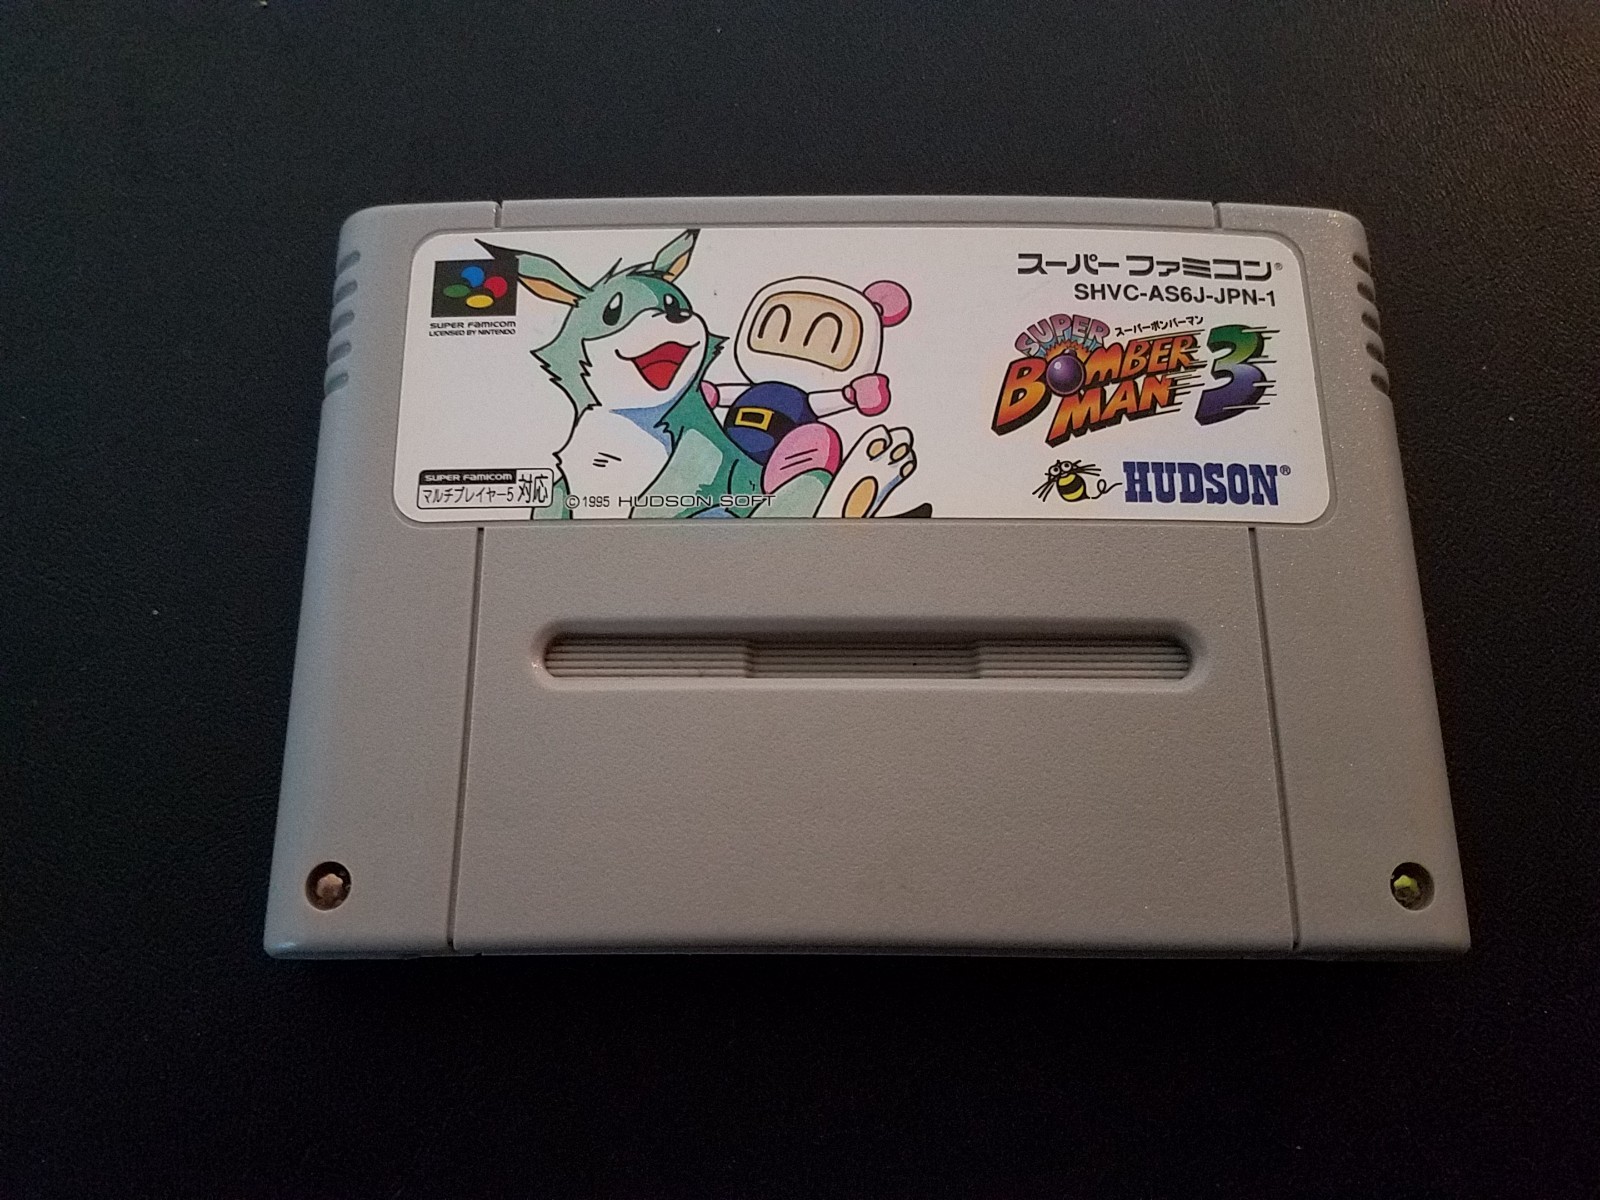 SUPER FAMICOM
LICENSED BY NINTENDO
スーパーファミコン®
SHVC-AS6J-JPN-1
SUPER スーパーボンバーマン
BOMBER
MAN 3
HUDSON®
SUPER FAMICOM
マルチプレイヤー5 対応
©1995 HUDSON SOFT